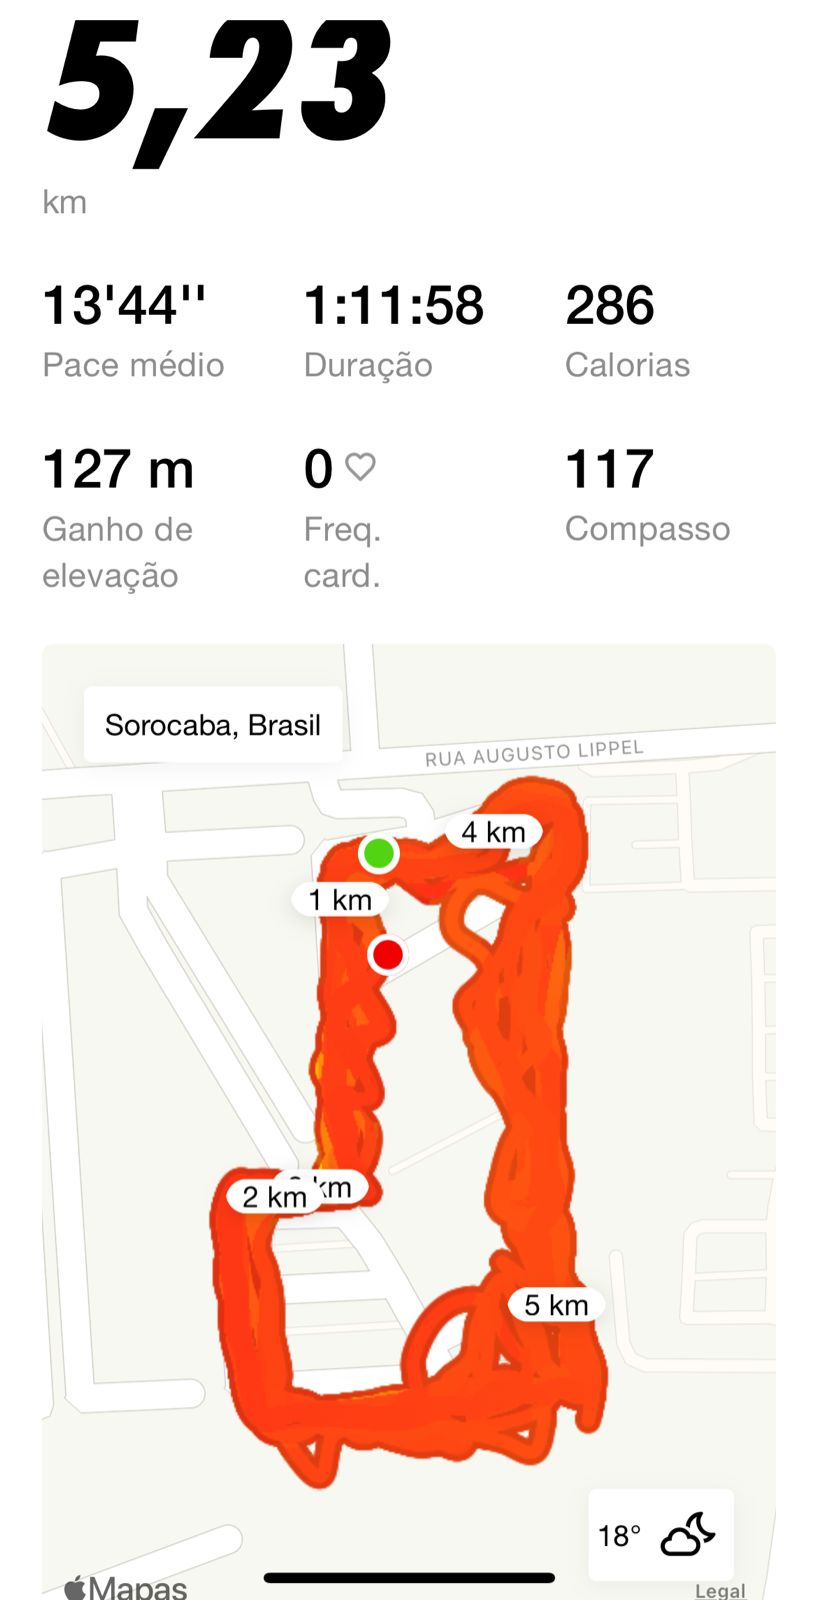 5,23
km
13'44''
1:11:58
286
Pace médio
Duração
Calorias
127 m
0
117
Ganho de
elevação
Freq.
card.
Compasso
Sorocaba, Brasil
RUA AUGUSTO LIPPEL
4 km
1 km
km
2 km
5 km
18°
Mapas
Legal